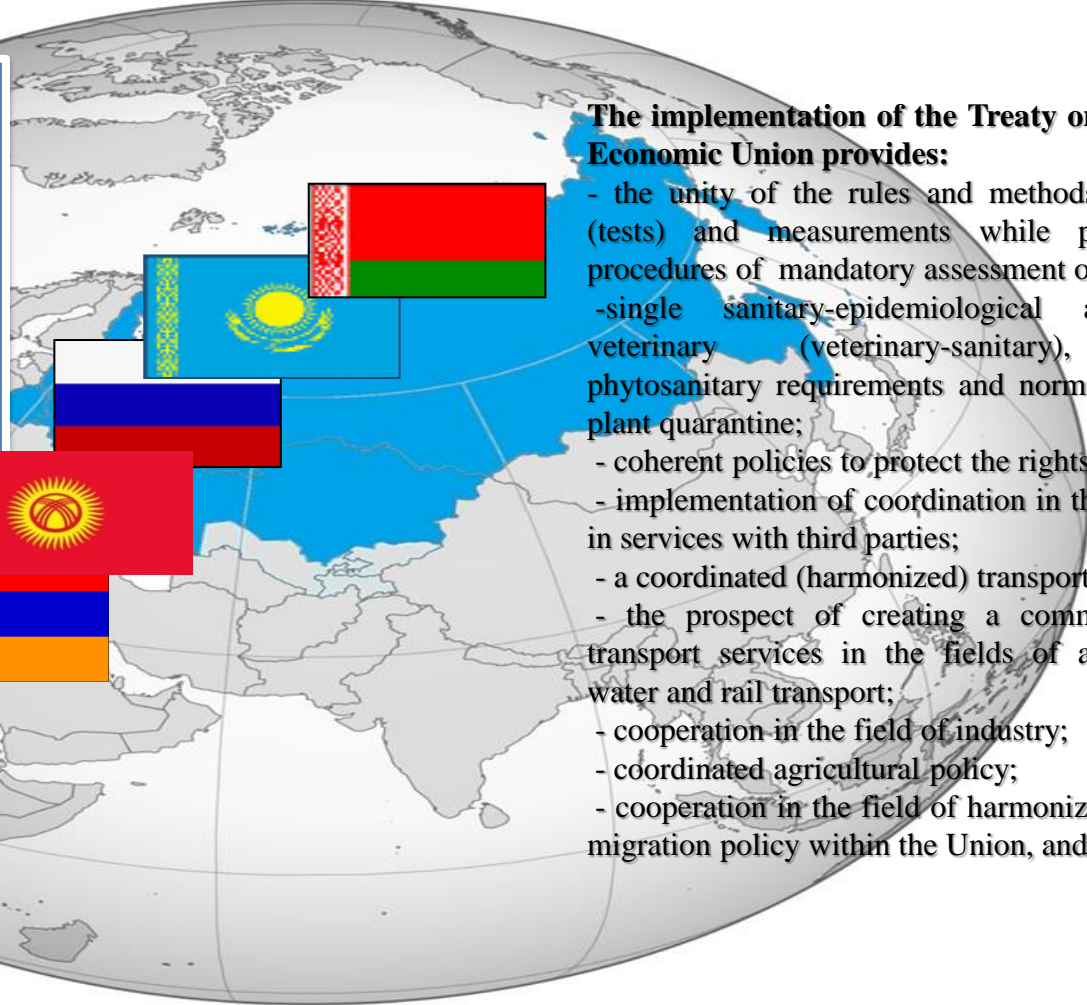 The implementation of the Treaty on
Economic Union provides:
- the unity of the rules and methods
(tests) and measurements while p
procedures of mandatory assessment o
-single sanitary-epidemiological a
veterinary (veterinary-sanitary),
phytosanitary requirements and norm
plant quarantine;
- coherent policies to protect the rights
- implementation of coordination in th
in services with third parties;
- a coordinated (harmonized) transport
- the prospect of creating a comm
transport services in the fields of a
water and rail transport;
- cooperation in the field of industry;
- coordinated agricultural policy;
- cooperation in the field of harmoniz
migration policy within the Union, and